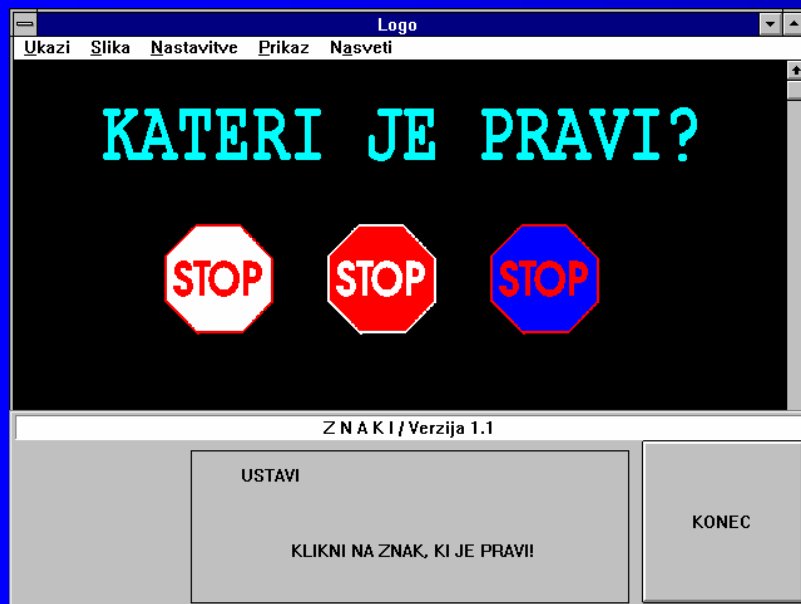 Logo
Ukazi Slika Nastavitve Prikaz Nasveti
KATERI JE PRAVI?
STOP STOP STOP
Z N A K I / Verzija 1.1
USTAVI
KONEC
KLIKNI NA ZNAK, KI JE PRAVI!